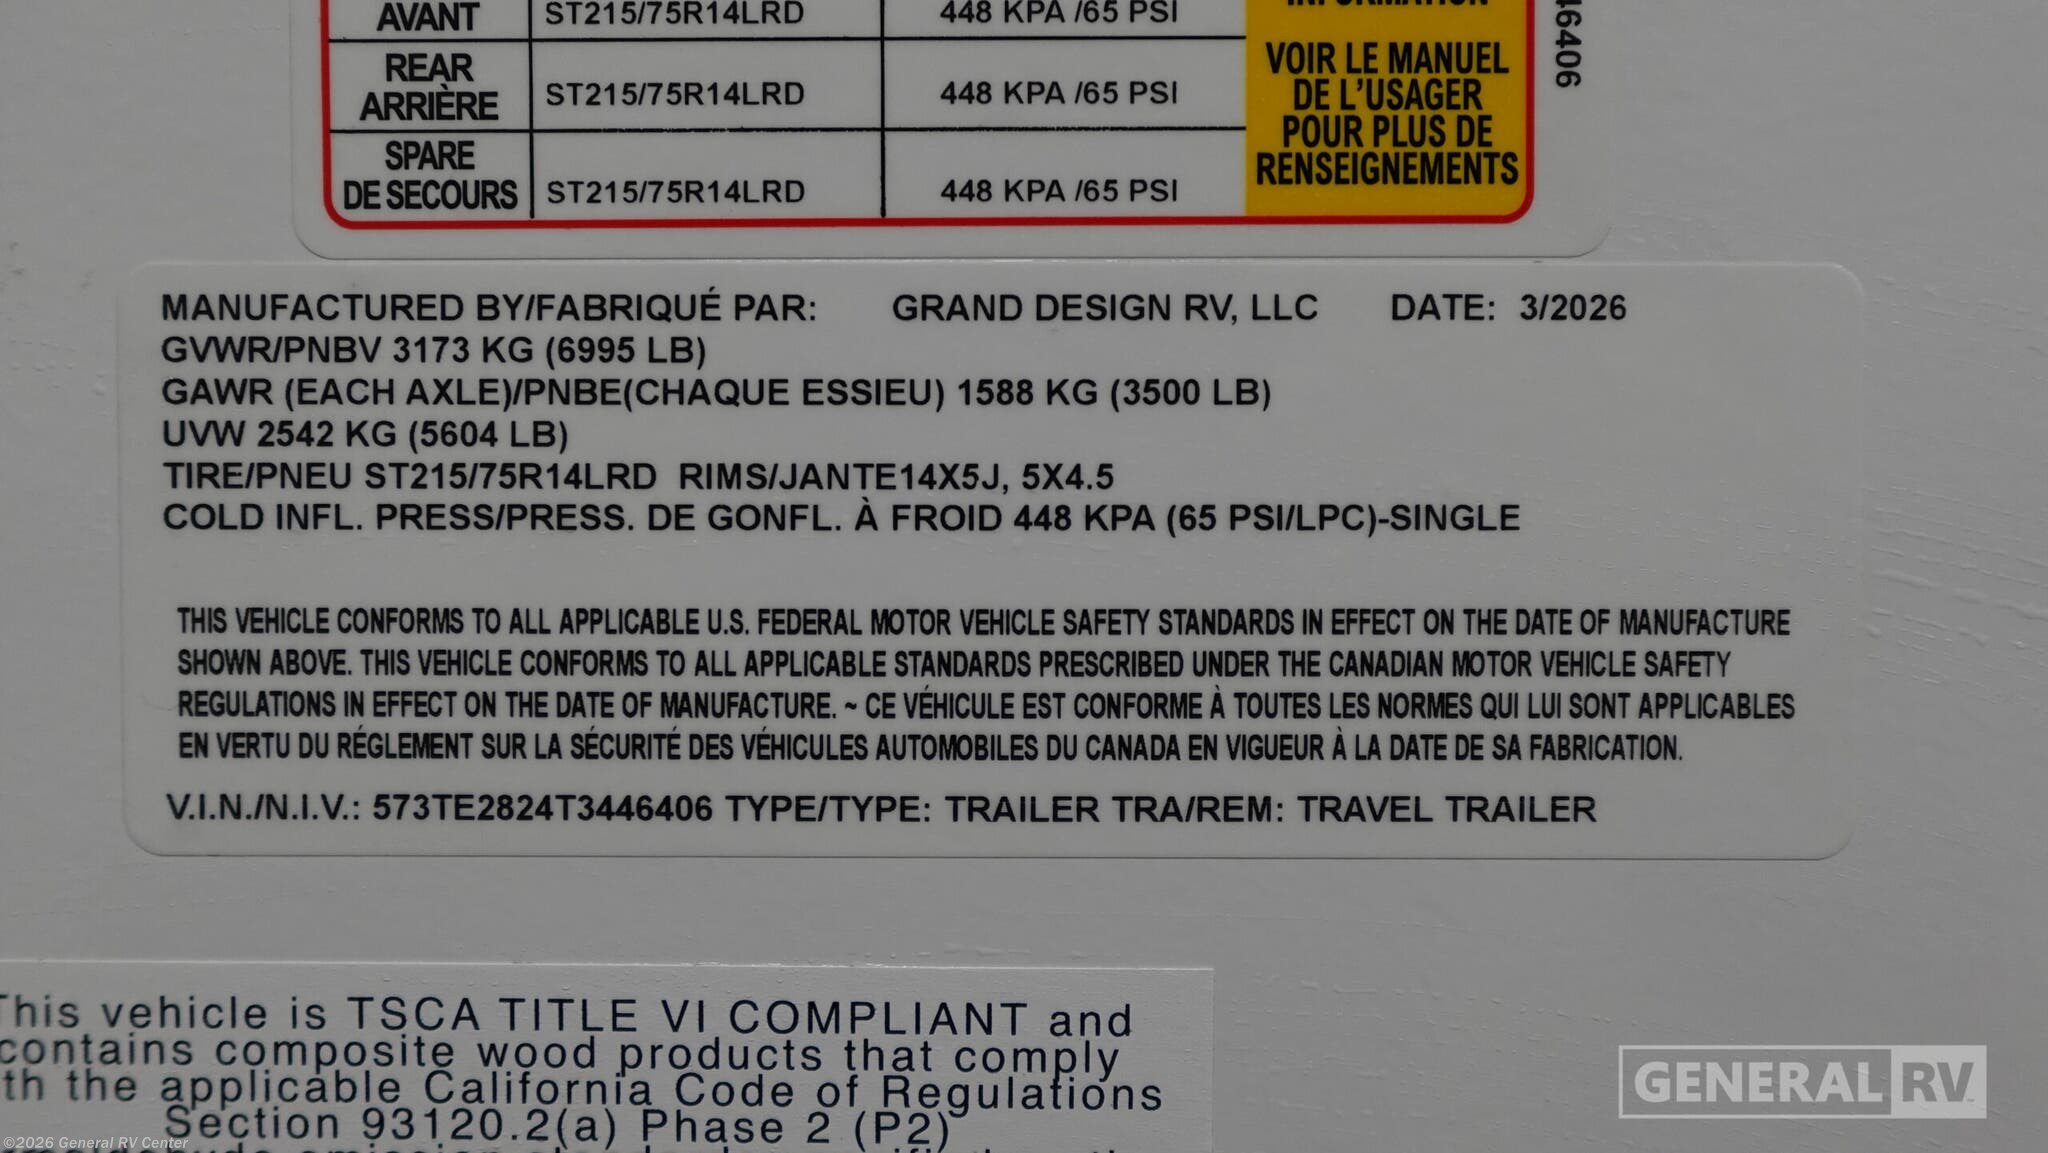 AVANT ST215/75R14LRD 448 KPA /65 PSI
INFORMATION
REAR
ARRIÈRE ST215/75R14LRD 448 KPA /65 PSI
SPARE
DE SECOURS ST215/75R14LRD 448 KPA /65 PSI
VOIR LE MANUEL
DE L'USAGER
POUR PLUS DE
RENSEIGNEMENTS
46406
MANUFACTURED BY/FABRIQUÉ PAR: GRAND DESIGN RV, LLC DATE: 3/2026
GVWR/PNBV 3173 KG (6995 LB)
GAWR (EACH AXLE)/PNBE(CHAQUE ESSIEU) 1588 KG (3500 LB)
UVW 2542 KG (5604 LB)
TIRE/PNEU ST215/75R14LRD RIMS/JANTE14X5J, 5X4.5
COLD INFL. PRESS/PRESS. DE GONFL. À FROID 448 KPA (65 PSI/LPC)-SINGLE
THIS VEHICLE CONFORMS TO ALL APPLICABLE U.S. FEDERAL MOTOR VEHICLE SAFETY STANDARDS IN EFFECT ON THE DATE OF MANUFACTURE
SHOWN ABOVE. THIS VEHICLE CONFORMS TO ALL APPLICABLE STANDARDS PRESCRIBED UNDER THE CANADIAN MOTOR VEHICLE SAFETY
REGULATIONS IN EFFECT ON THE DATE OF MANUFACTURE. ~ CE VÉHICULE EST CONFORME À TOUTES LES NORMES QUI LUI SONT APPLICABLES
EN VERTU DU RÉGLEMENT SUR LA SÉCURITÉ DES VÉHICULES AUTOMOBILES DU CANADA EN VIGUEUR À LA DATE DE SA FABRICATION.
V.I.N./N.I.V.: 573TE2824T3446406 TYPE/TYPE: TRAILER TRA/REM: TRAVEL TRAILER
This vehicle is TSCA TITLE VI COMPLIANT and
contains composite wood products that comply
th the applicable California Code of Regulations
Section 93120.2(a) Phase 2 (P2)
GENERAL RV
©2026 General RV Center